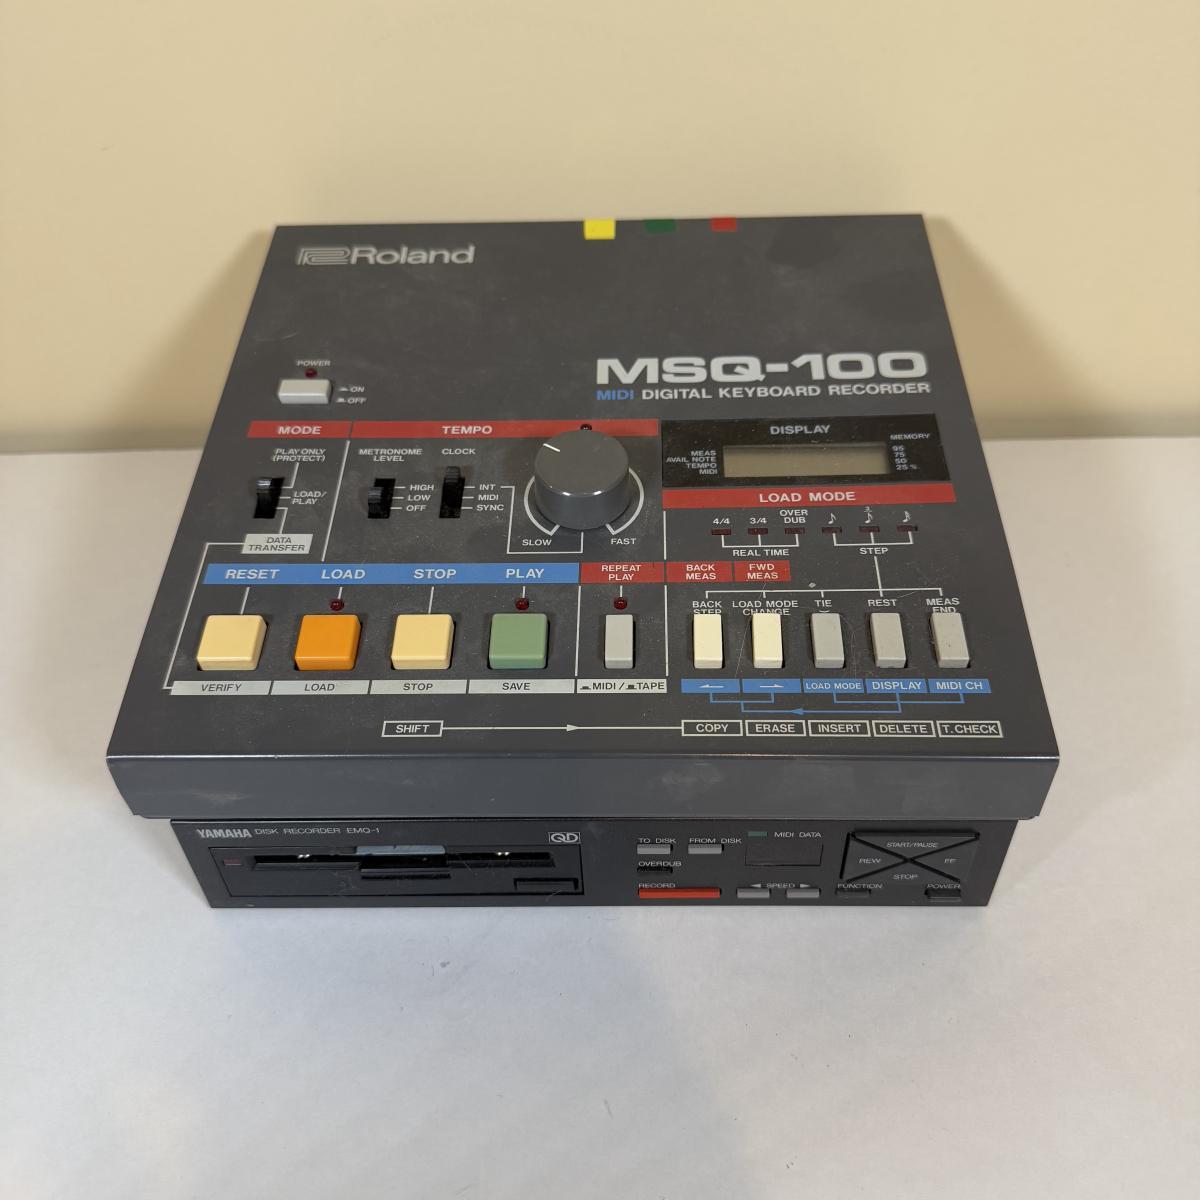 Roland
MSQ-100
MIDI DIGITAL KEYBOARD RECORDER
POWER
ON
OFF
MODE
PLAY ONLY
(PROTECT)
LOAD/
PLAY
DATA
TRANSFER
TEMPO
METRONOME
LEVEL
HIGH
LOW
OFF
CLOCK
INT
MIDI
SYNC
SLOW
FAST
DISPLAY
MEAS
AVAIL NOTE
TEMPO
MIDI
MEMORY
95
75
50
25 %
LOAD MODE
4/4
3/4
OVER
DUB
REAL TIME
STEP
RESET
LOAD
STOP
PLAY
REPEAT
PLAY
BACK
MEAS
FWD
MEAS
BACK
STEP
LOAD MODE
CHANGE
TIE
REST
MEAS
END
VERIFY
LOAD
STOP
SAVE
MIDI / TAPE
LOAD MODE
DISPLAY
MIDI CH
SHIFT
COPY
ERASE
INSERT
DELETE
T.CHECK
YAMAHA DISK RECORDER EMQ-1
QD
TO DISK
FROM DISK
OVERDUB
RECORD
SPEED
MIDI DATA
START/PAUSE
REW
FF
STOP
FUNCTION
POWER